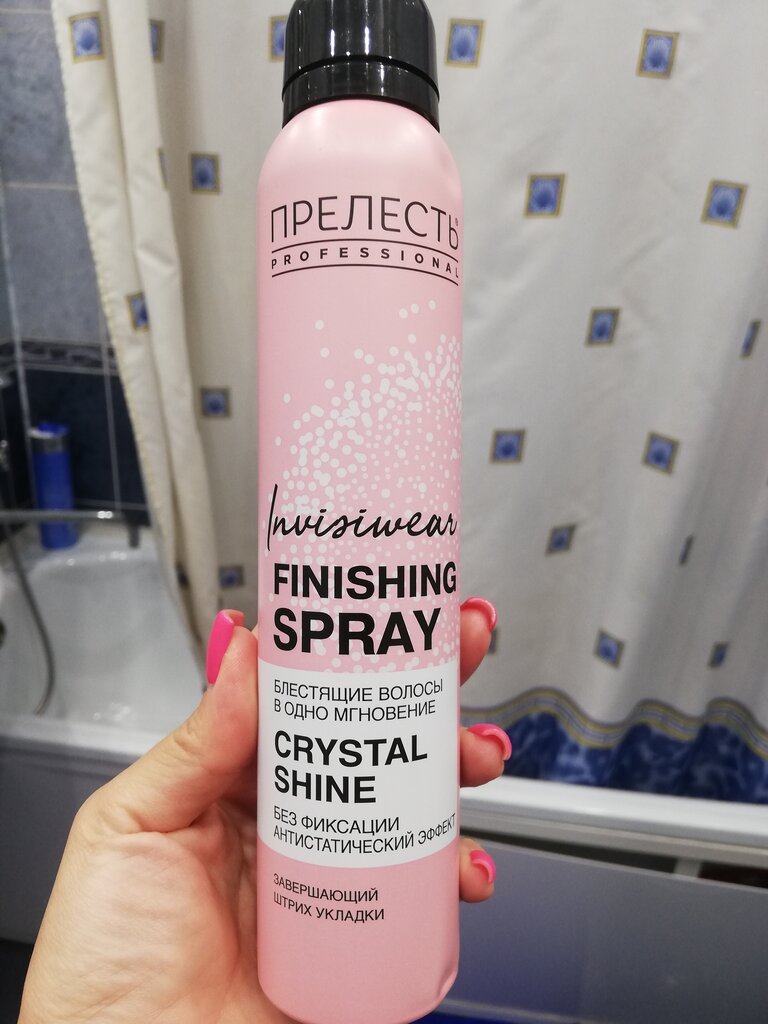 ПРЕЛЕСТЬ®
PROFESSIONAL
Invisiwear
FINISHING
SPRAY
БЛЕСТЯЩИЕ ВОЛОСЫ
В ОДНО МГНОВЕНИЕ
CRYSTAL
SHINE
БЕЗ ФИКСАЦИИ
АНТИСТАТИЧЕСКИЙ ЭФФЕКТ
ЗАВЕРШАЮЩИЙ
ШТРИХ УКЛАДКИ